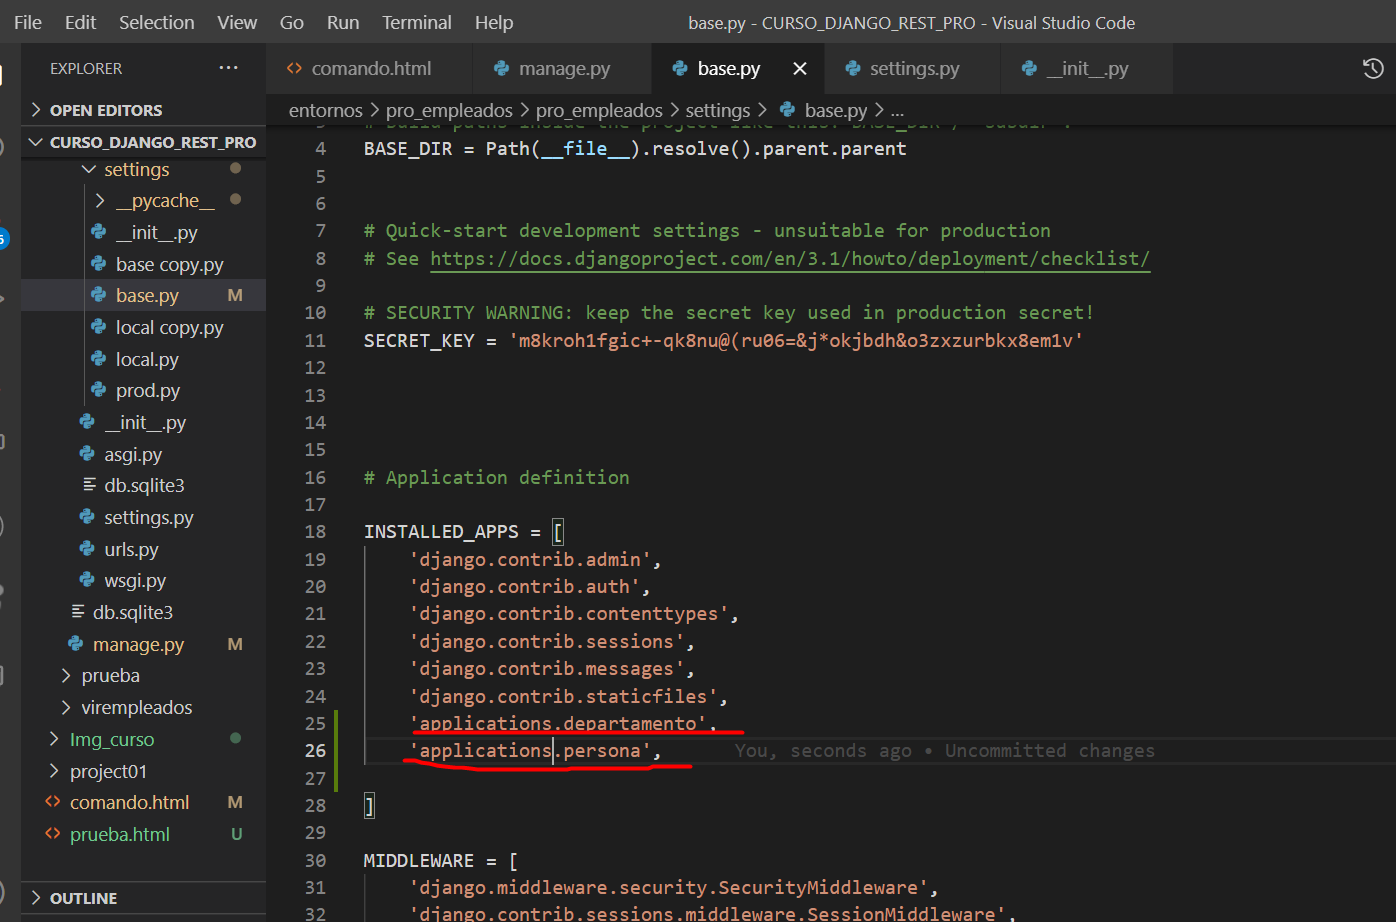 File Edit Selection View Go Run Terminal Help
base.py - CURSO_DJANGO_REST_PRO - Visual Studio Code
EXPLORER ...
comando.html
manage.py
base.py
settings.py
__init__.py
OPEN EDITORS
CURSO_DJANGO_REST_PRO
settings
__pycache__
__init__.py
base copy.py
base.py M
local copy.py
local.py
prod.py
__init__.py
asgi.py
db.sqlite3
settings.py
urls.py
wsgi.py
db.sqlite3
manage.py M
prueba
virempleados
Img_curso
project01
comando.html M
prueba.html U
OUTLINE
entornos > pro_empleados > pro_empleados > settings > base.py > ...
4 BASE_DIR = Path(__file__).resolve().parent.parent
5
6
7 # Quick-start development settings - unsuitable for production
8 # See https://docs.djangoproject.com/en/3.1/howto/deployment/checklist/
9
10 # SECURITY WARNING: keep the secret key used in production secret!
11 SECRET_KEY = 'm8kroh1fgic+-qk8nu@(ru06=&j*okjbdh&o3zxzurbkx8em1v'
12
13
14
15
16 # Application definition
17
18 INSTALLED_APPS = [
19 'django.contrib.admin',
20 'django.contrib.auth',
21 'django.contrib.contenttypes',
22 'django.contrib.sessions',
23 'django.contrib.messages',
24 'django.contrib.staticfiles',
25 'applications.departamento',
26 'applications.persona', You, seconds ago • Uncommitted changes
27
28 ]
29
30 MIDDLEWARE = [
31 'django.middleware.security.SecurityMiddleware',
32 'django.contrib.sessions.middleware.SessionMiddleware',